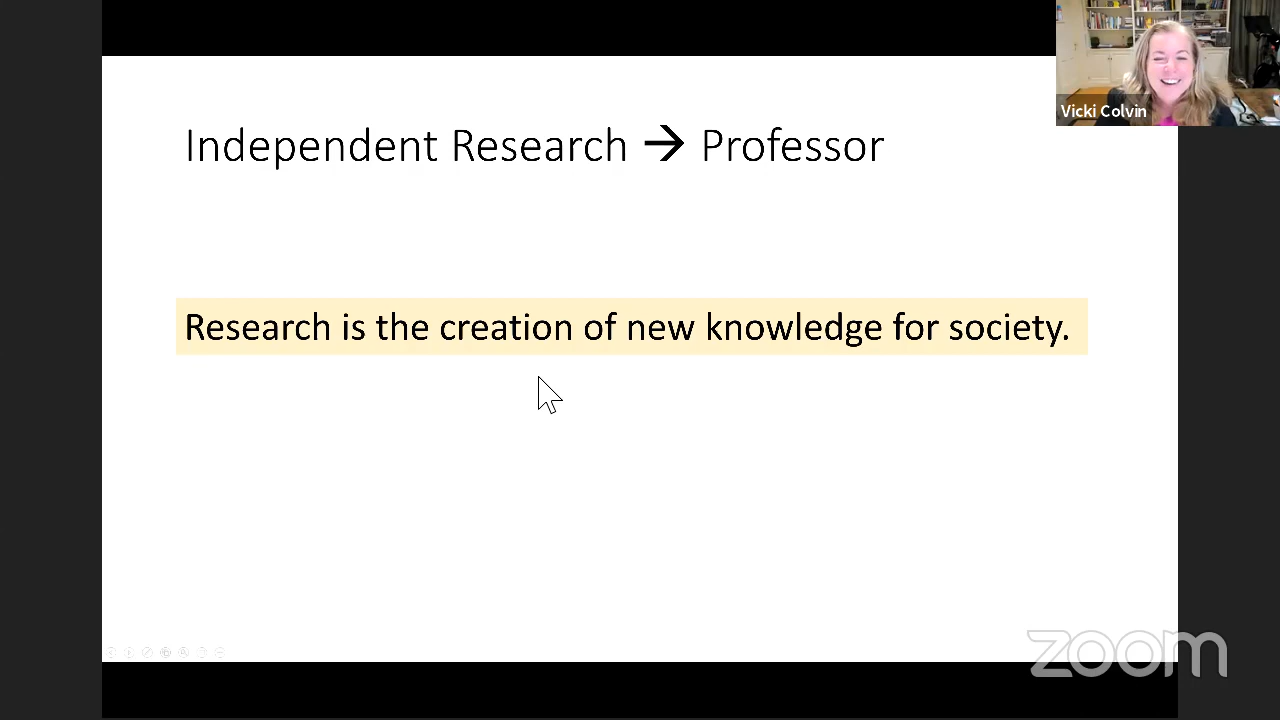 Vicki Colvin
Independent Research → Professor
Research is the creation of new knowledge for society.
zoom